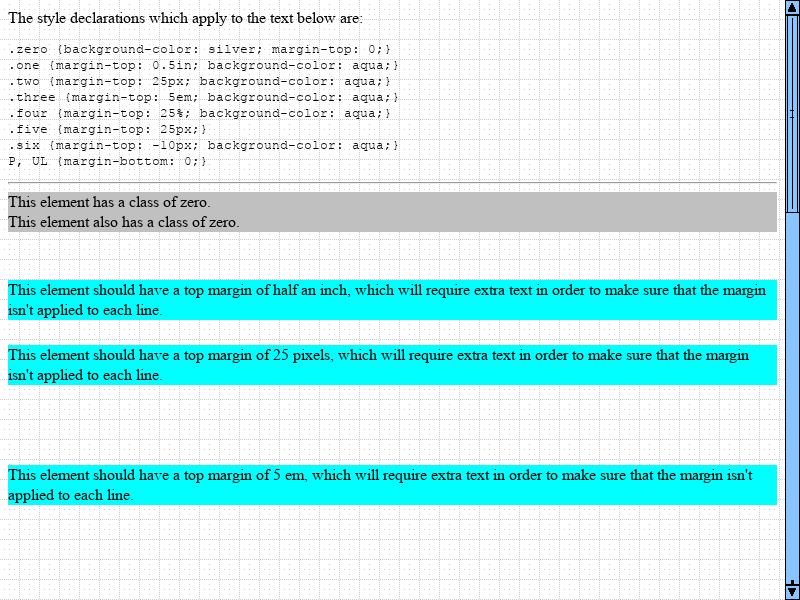 The style declarations which apply to the text below are:
.zero {background-color: silver; margin-top: 0;}
.one {margin-top: 0.5in; background-color: aqua;}
.two {margin-top: 25px; background-color: aqua;}
.three {margin-top: 5em; background-color: aqua;}
.four {margin-top: 25%; background-color: aqua;}
.five {margin-top: 25px;}
.six {margin-top: -10px; background-color: aqua;}
P, UL {margin-bottom: 0;}
This element has a class of zero.
This element also has a class of zero.
This element should have a top margin of half an inch, which will require extra text in order to make sure that the margin
isn't applied to each line.
This element should have a top margin of 25 pixels, which will require extra text in order to make sure that the margin
isn't applied to each line.
This element should have a top margin of 5 em, which will require extra text in order to make sure that the margin isn't
applied to each line.